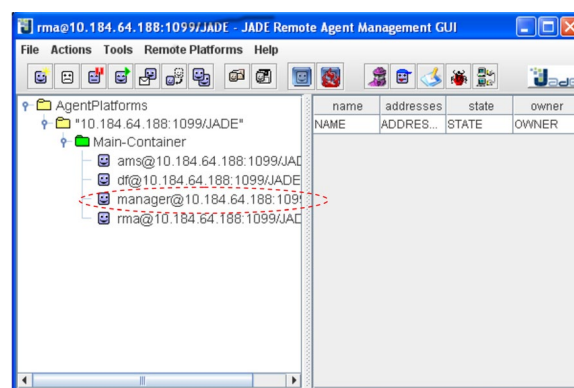 rma@10.184.64.188:1099/JADE - JADE Remote Agent Management GUI
File Actions Tools Remote Platforms Help
Jade
AgentPlatforms
"10.184.64.188:1099/JADE"
Main-Container
ams@10.184.64.188:1099/JAD
df@10.184.64.188:1099/JADE
manager@10.184.64.188:109
rma@10.184.64.188:1099/JAD
name addresses state owner
NAME ADDRES... STATE OWNER